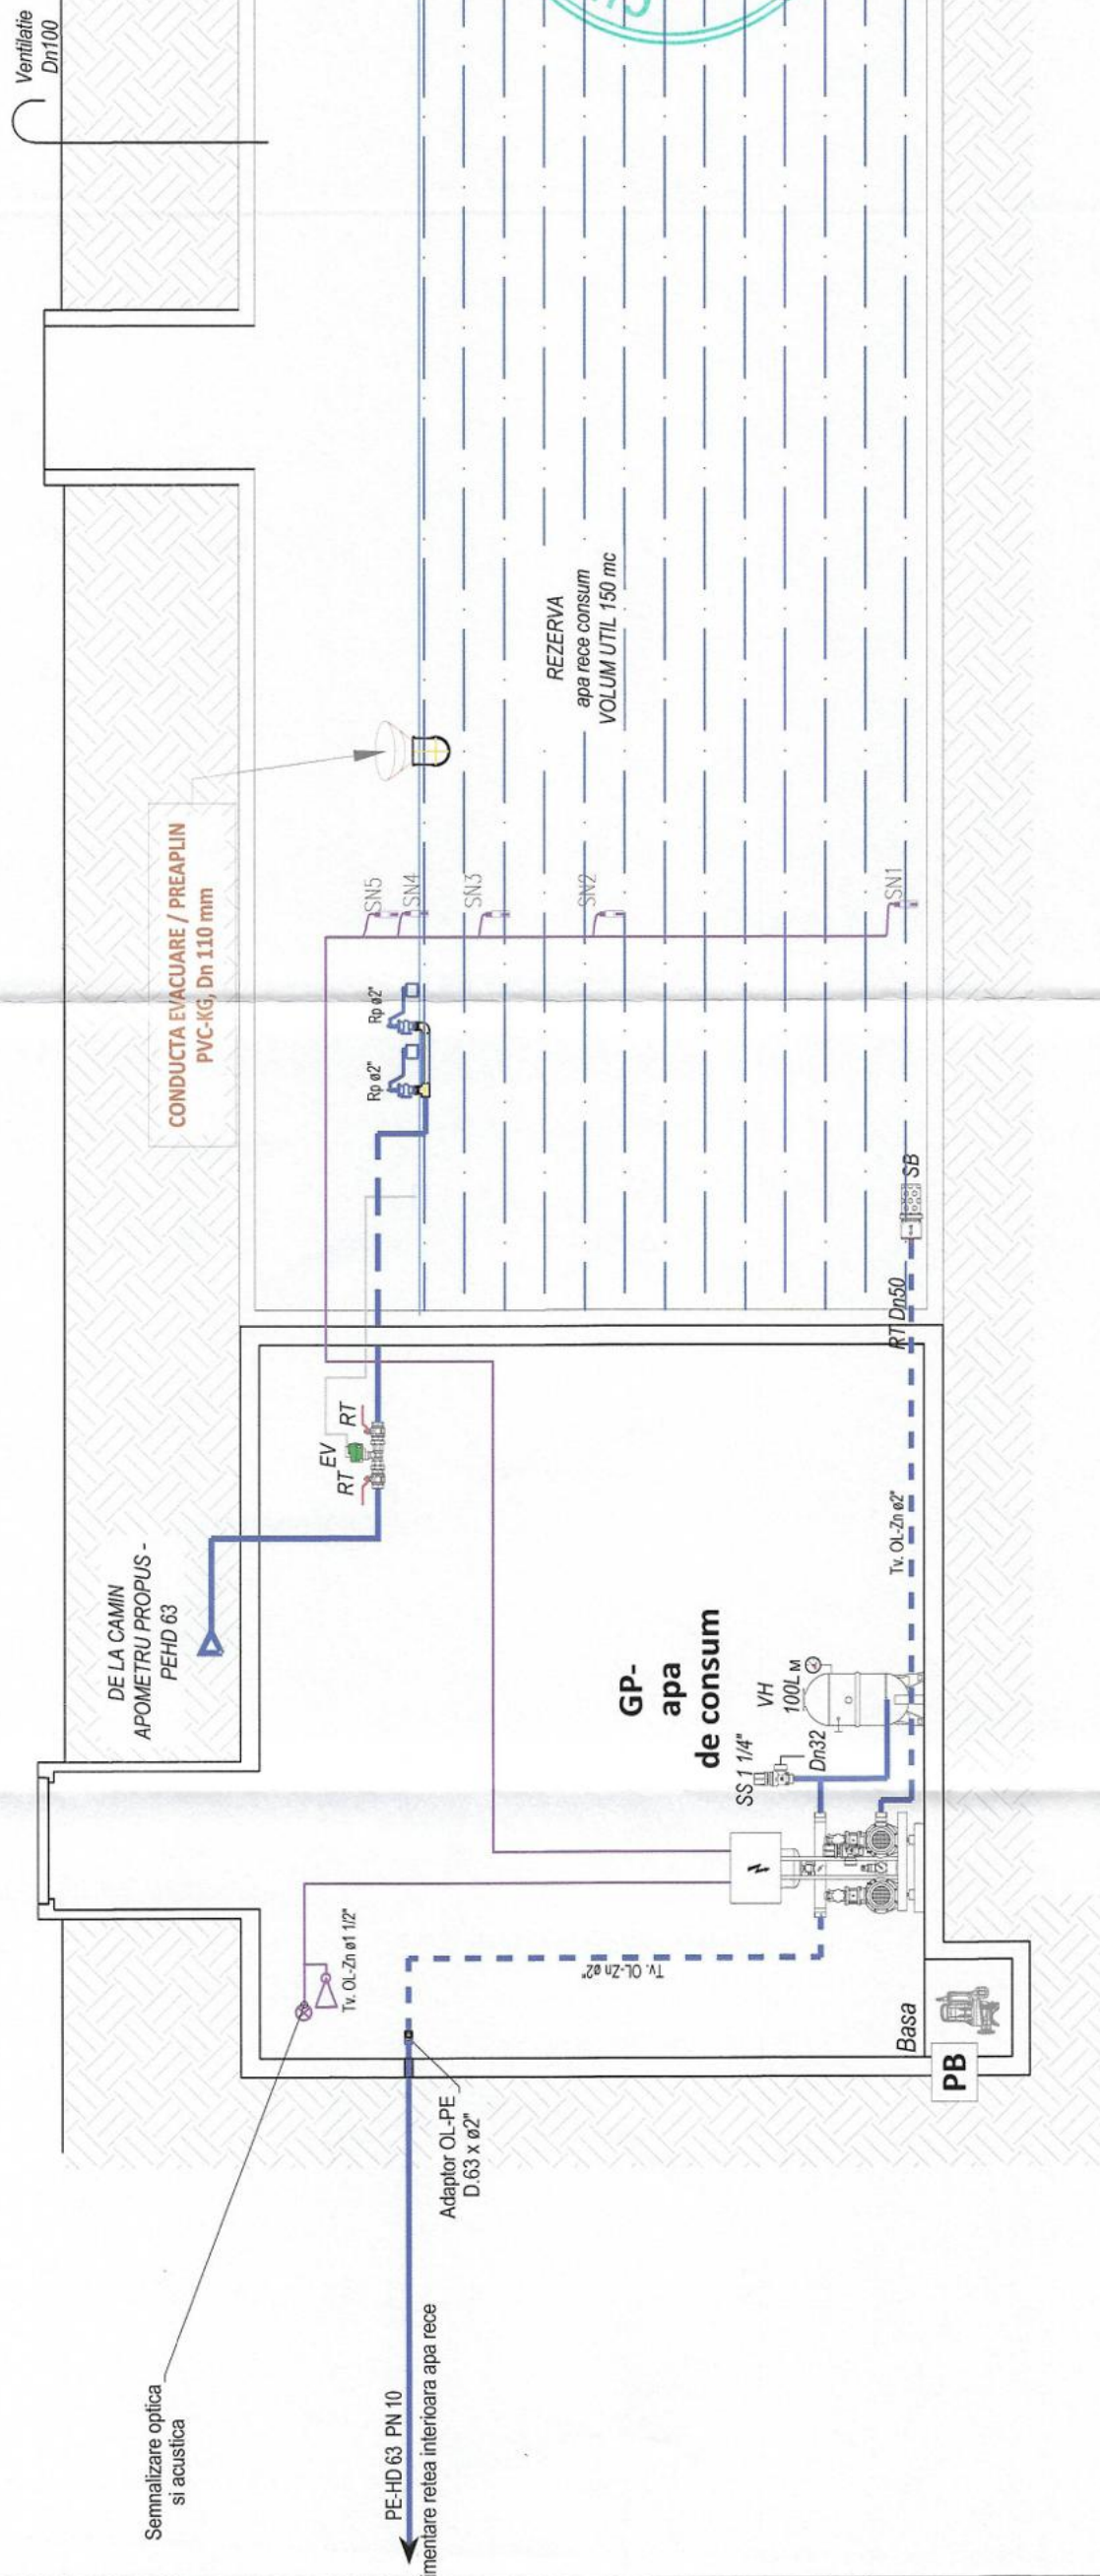 Semnalizare optica
si acustica
PE-HD 63 PN 10
mentare retea interioara apa rece
Adaptor OL-PE
D.63 x ø2"
Tv. OL-Zn ø1 1/2"
Tv. OL-Zn ø2"
Basa
PB
DE LA CAMIN
APOMETRU PROPUS -
PEHD 63
GP-
apa
de consum
SS 1 1/4"
Dn32
VH
100L
M
Tv. OL-Zn ø2"
RT
EV
RT
RT Dn50
SB
CONDUCTA EVACUARE / PREAPLIN
PVC-KG, Dn 110 mm
Rp ø2"
Rp ø2"
SN5
SN4
SN3
SN2
SN1
REZERVA
apa rece consum
VOLUM UTIL 150 mc
Ventilatie
Dn100